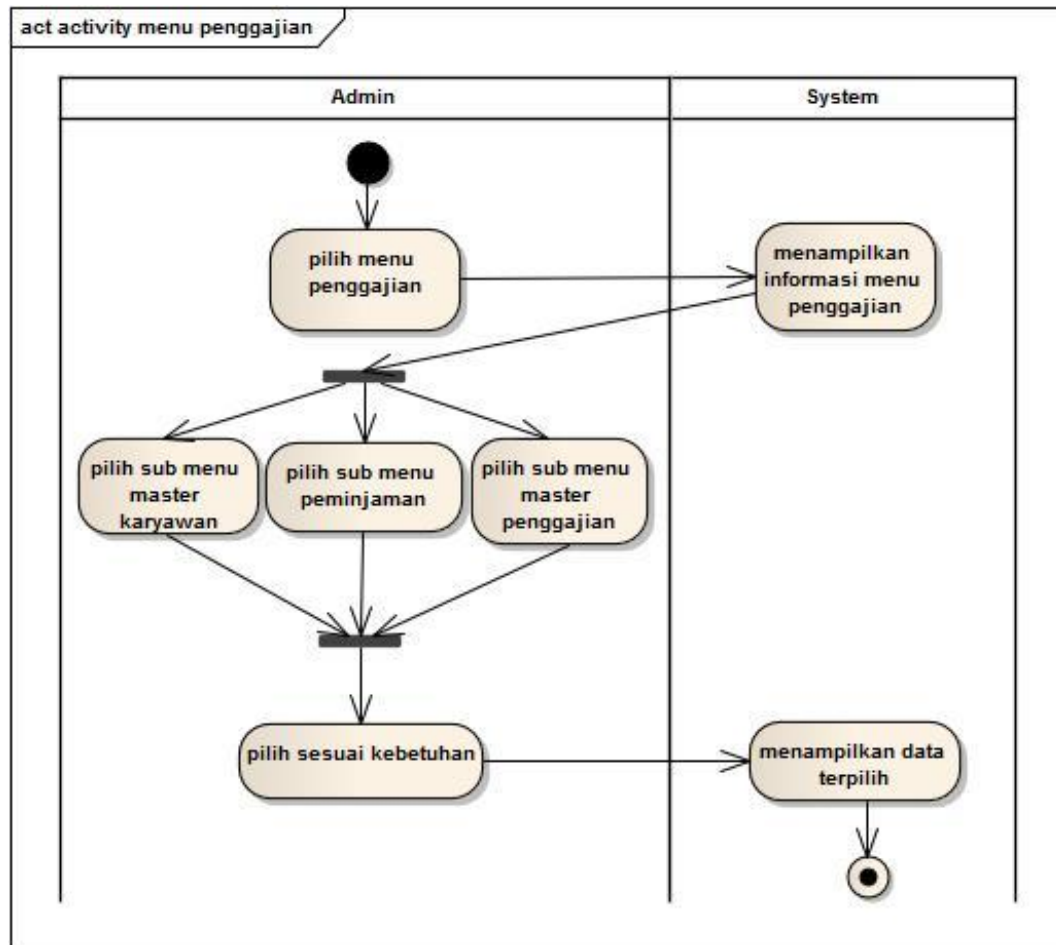 act activity menu penggajian
Admin
System
pilih menu
penggajian
menampilkan
informasi menu
penggajian
pilih sub menu
master
karyawan
pilih sub menu
peminjaman
pilih sub menu
master
penggajian
pilih sesuai kebetuhan
menampilkan data
terpilih